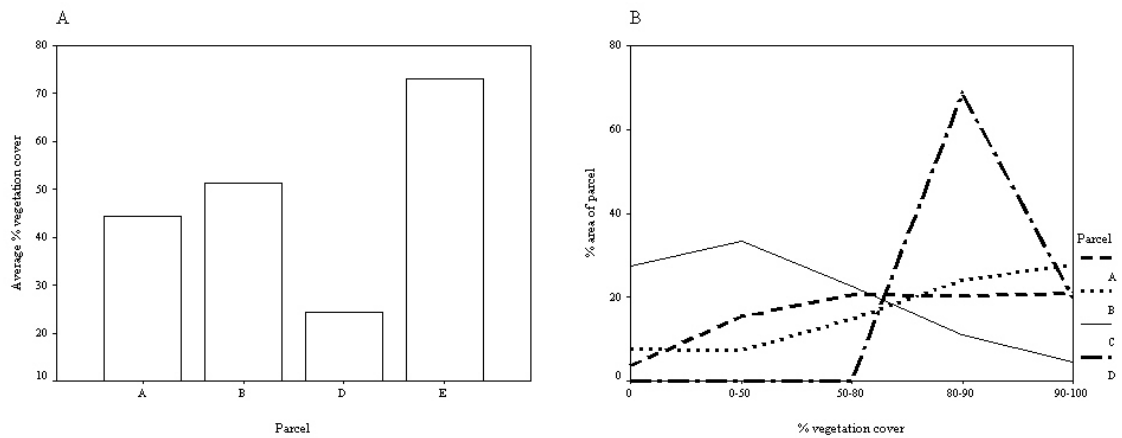 A
80
70
60
50
40
30
20
10
Average % vegetation cover
A B D E
Parcel
B
80
60
40
20
0
% area of parcel
0 0-50 50-80 80-90 90-100
% vegetation cover
Parcel
A
B
C
D